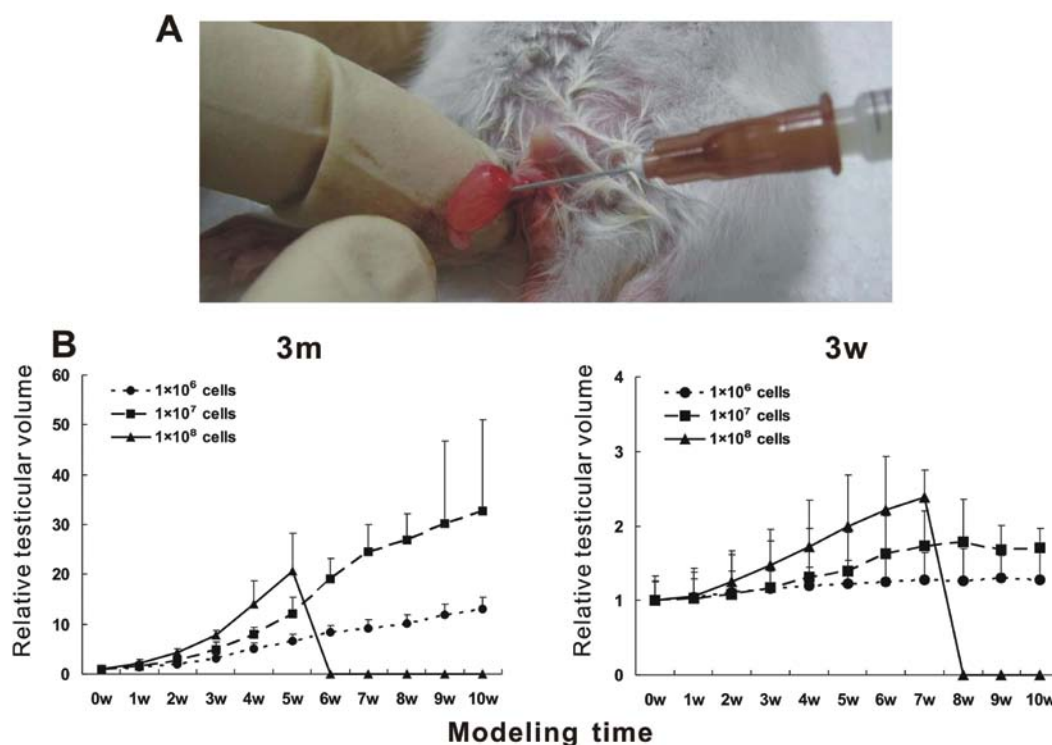 A
B
3m
Relative testicular volume
60
50
40
30
20
10
0
1×10⁶ cells
1×10⁷ cells
1×10⁸ cells
0w 1w 2w 3w 4w 5w 6w 7w 8w 9w 10w
3w
Relative testicular volume
4
3
2
1
0
1×10⁶ cells
1×10⁷ cells
1×10⁸ cells
0w 1w 2w 3w 4w 5w 6w 7w 8w 9w 10w
Modeling time